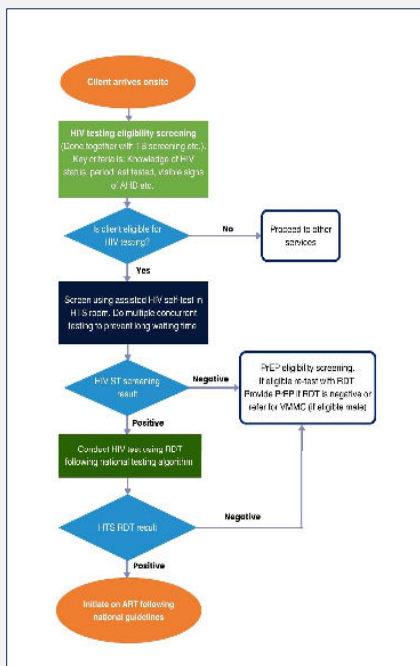 Client arrives onsite
HIV testing eligibility screening
(Done together with TB screening etc.).
Key criteria is: Knowledge of HIV
status, period last tested, visible signs
of AHD etc.
Is client eligible for
HIV testing?
No
Proceed to other
services
Yes
Screen using assisted HIV self-test in
HTS room. Do multiple concurrent
testing to prevent long waiting time
HIV ST screening
result
Negative
PrEP eligibility screening.
If eligible re-test with RDT
Provide PrEP if RDT is negative or
refer for VMMC (if eligible male)
Positive
Conduct HIV test using RDT
following national testing algorithm
HTS RDT result
Negative
Positive
Initiate on ART following
national guidelines